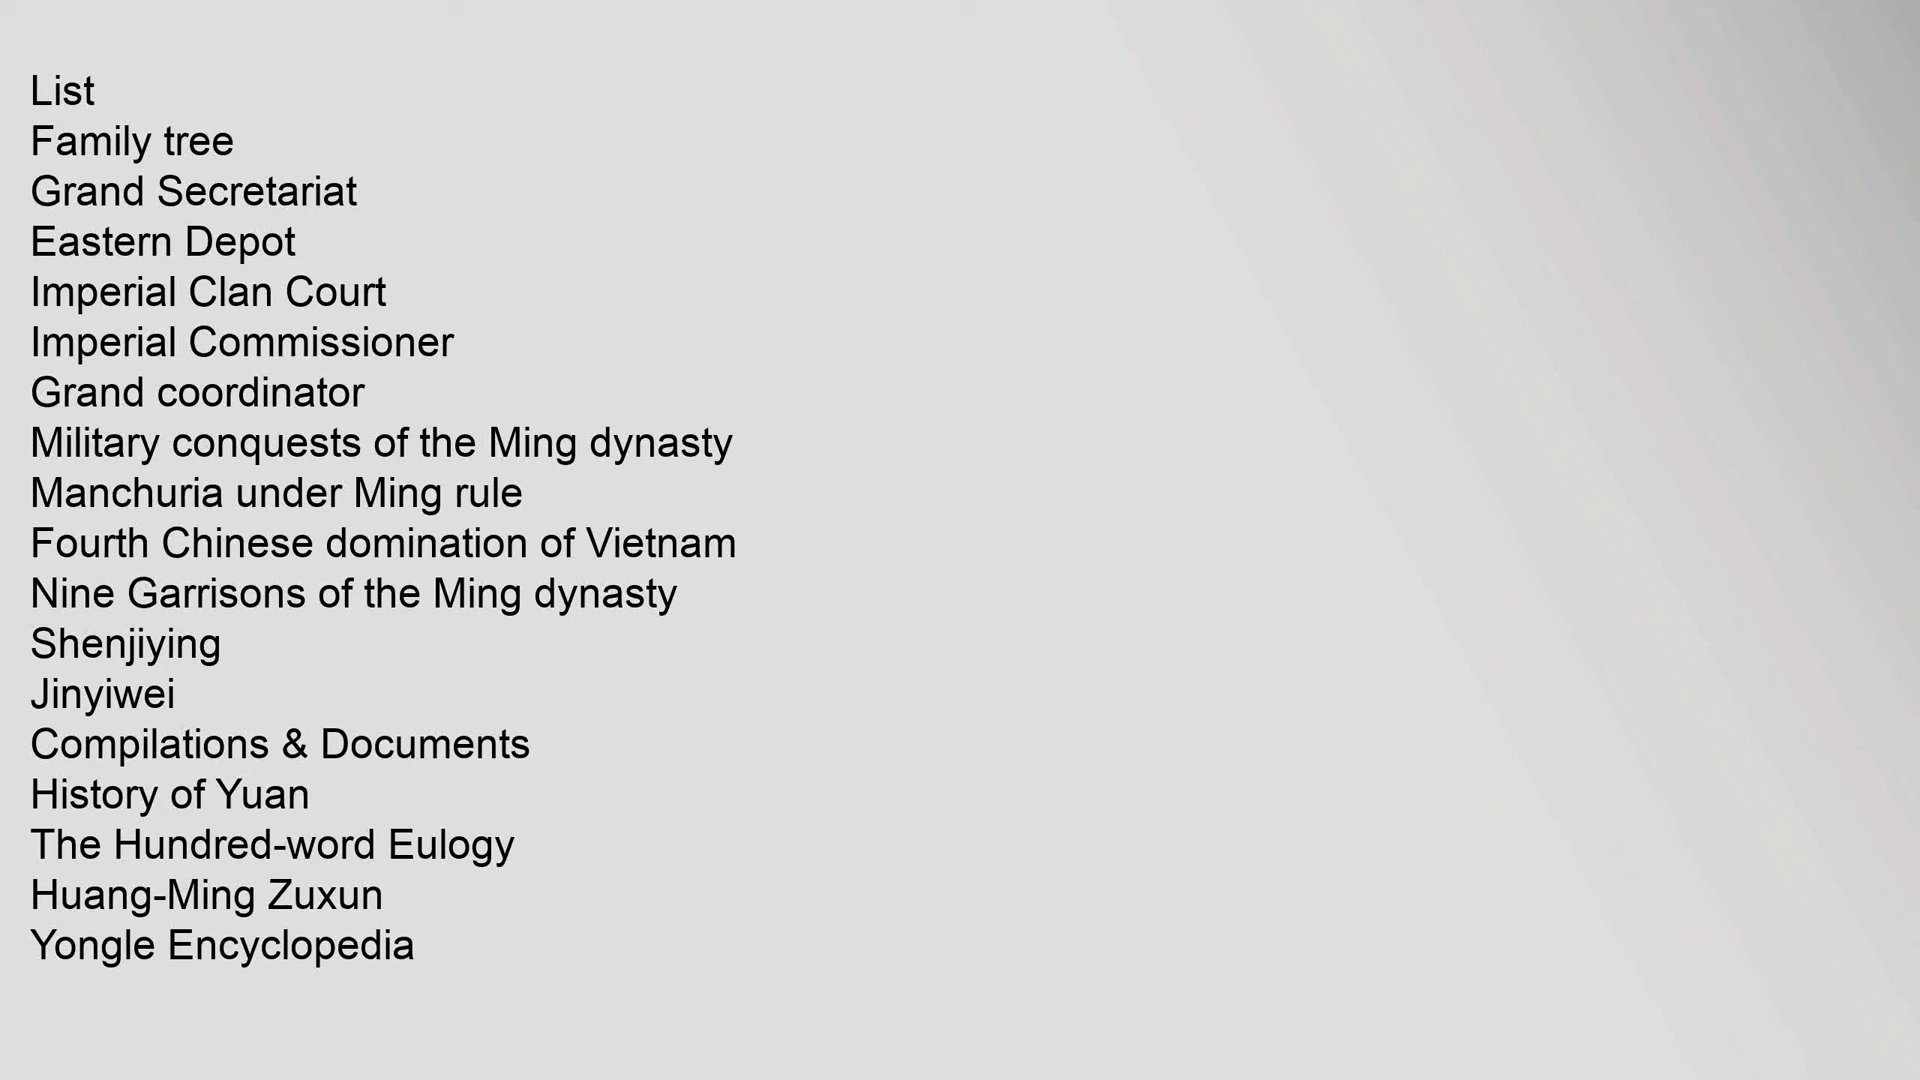 List
Family tree
Grand Secretariat
Eastern Depot
Imperial Clan Court
Imperial Commissioner
Grand coordinator
Military conquests of the Ming dynasty
Manchuria under Ming rule
Fourth Chinese domination of Vietnam
Nine Garrisons of the Ming dynasty
Shenjiying
Jinyiwei
Compilations & Documents
History of Yuan
The Hundred-word Eulogy
Huang-Ming Zuxun
Yongle Encyclopedia